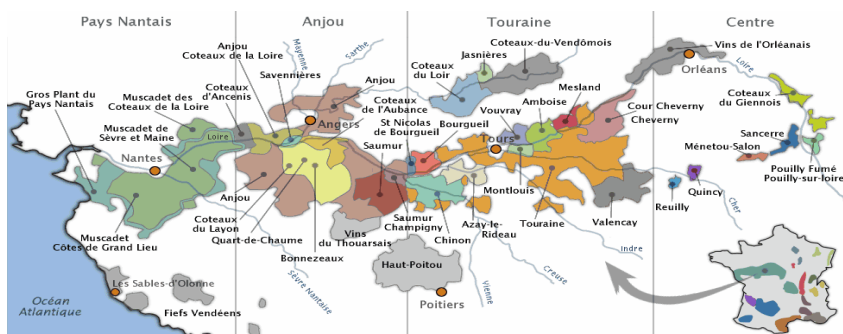 Pays Nantais
Anjou
Touraine
Centre
Gros Plant du
Pays Nantais
Muscadet des
Coteaux de la Loire
Muscadet de
Sèvre et Maine
Nantes
Loire
Muscadet
Côtes de Grand Lieu
Les Sables-d'Olonne
Fiefs Vendéens
Océan
Atlantique
Anjou
Coteaux de la Loire
Coteaux
d'Ancenis
Savennières
Mayenne
Sarthe
Anjou
Angers
Coteaux de
l'Aubance
St Nicolas
de Bourgueil
Saumur
Anjou
Coteaux
du Layon
Quart-de-Chaume
Bonnezeaux
Vins
du Thouarsais
Sèvre Nantaise
Saumur
Champigny
Haut-Poitou
Poitiers
Coteaux
du Loir
Jasnières
Coteaux-du-Vendômois
Bourgueil
Vouvray
Amboise
Mesland
Tours
Cour Cheverny
Cheverny
Montlouis
Chinon
Azay-le-
Rideau
Touraine
Valencay
Vienne
Creuse
Indre
Vins de l'Orléanais
Orléans
Loire
Coteaux
du Giennois
Sancerre
Ménetou-Salon
Pouilly Fumé
Pouilly-sur-loire
Reuilly
Quincy
Cher